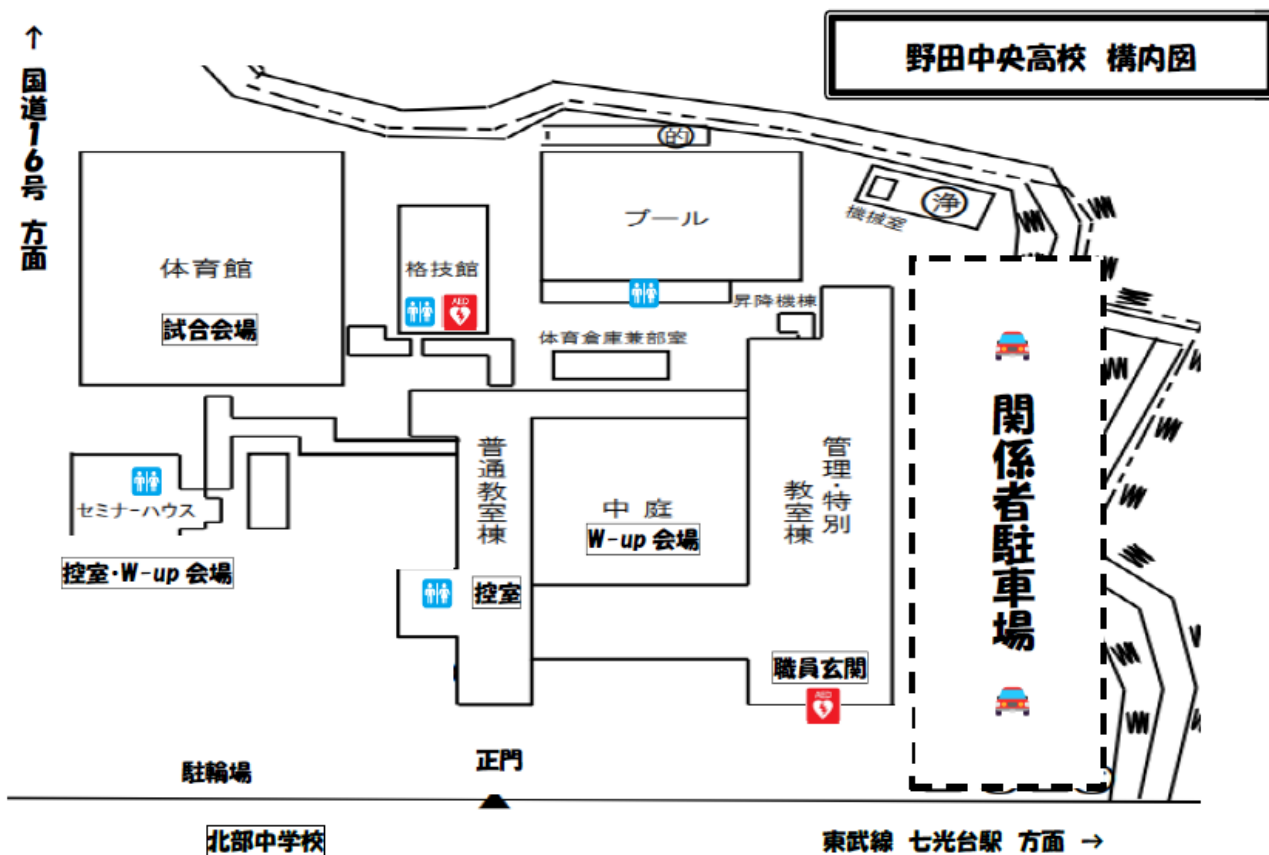 野田中央高校 構内図
↑ 国道16号 方面
的
プール
浄
機械室
体育館
試合会場
格技館
AED
昇降機棟
体育倉庫兼部室
普通教室棟
中庭
W-up 会場
管理・特別教室棟
関係者駐車場
セミナーハウス
控室・W-up 会場
控室
職員玄関
AED
正門
駐輪場
北部中学校
東武線 七光台駅 方面 →